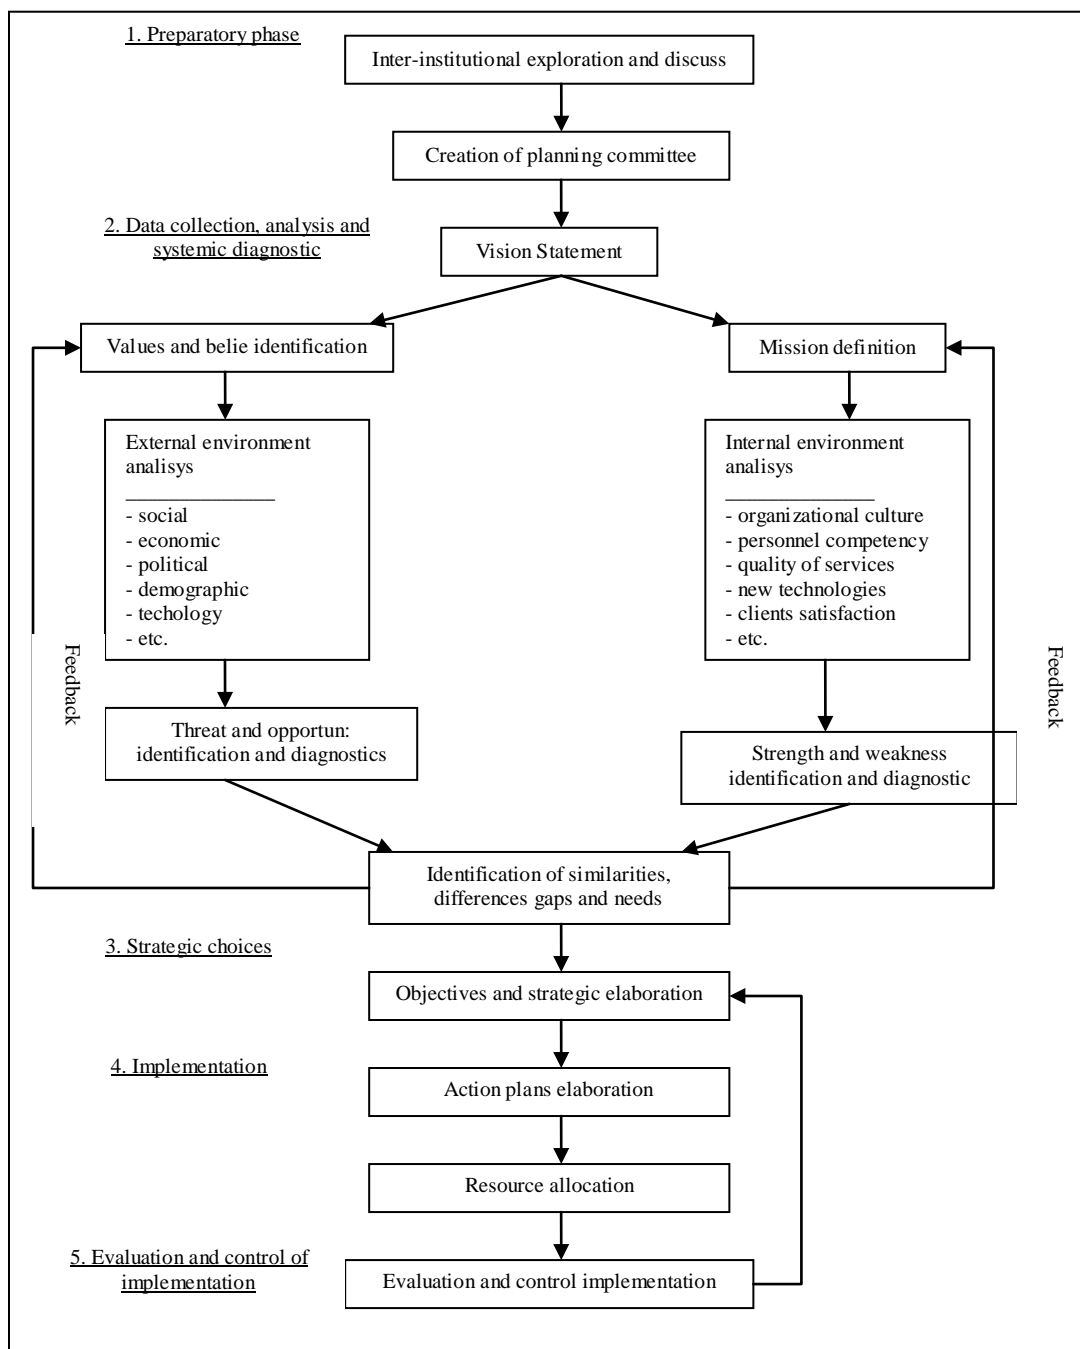 1. Preparatory phase
Inter-institutional exploration and discuss
Creation of planning committee
2. Data collection, analysis and
systemic diagnostic
Vision Statement
Values and belie identification
Mission definition
External environment
analisys
______________
- social
- economic
- political
- demographic
- techology
- etc.
Internal environment
analisys
______________
- organizational culture
- personnel competency
- quality of services
- new technologies
- clients satisfaction
- etc.
Feedback
Feedback
Threat and opportun:
identification and diagnostics
Strength and weakness
identification and diagnostic
Identification of similarities,
differences gaps and needs
3. Strategic choices
Objectives and strategic elaboration
4. Implementation
Action plans elaboration
Resource allocation
5. Evaluation and control of
implementation
Evaluation and control implementation